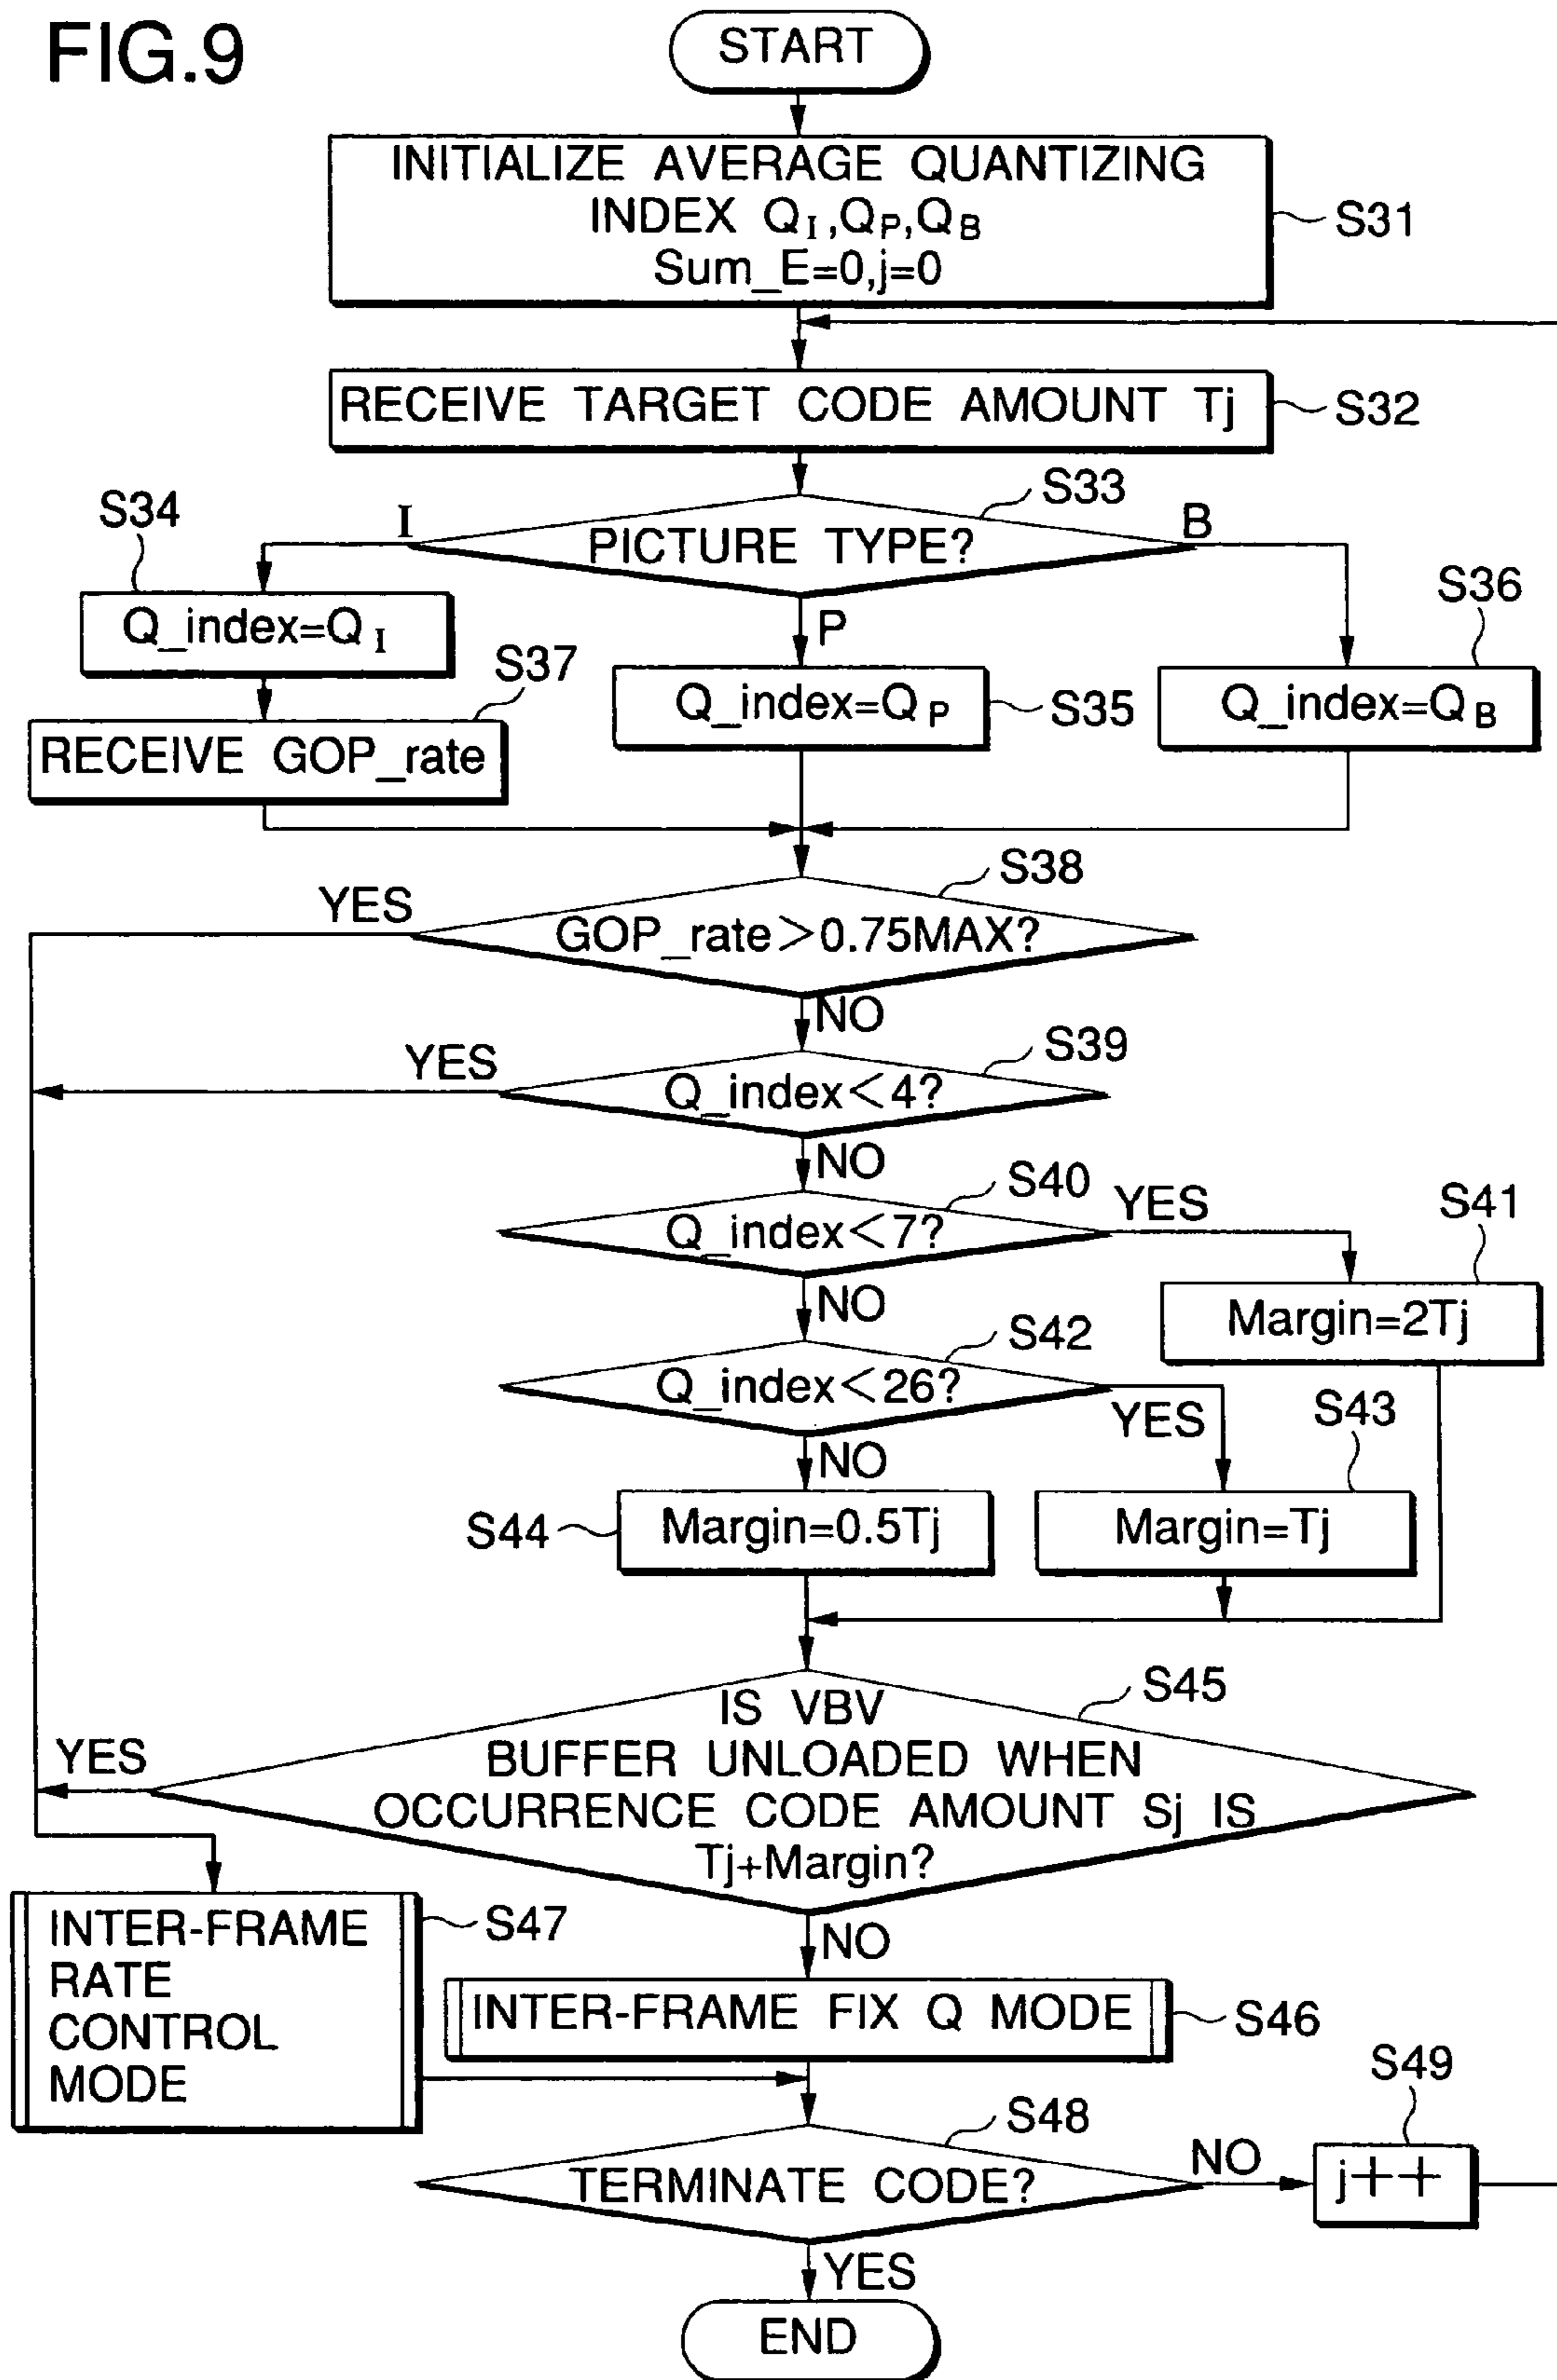 FIG.9
START
INITIALIZE AVERAGE QUANTIZING
INDEX QI,QP,QB
Sum_E=0,j=0
S31
RECEIVE TARGET CODE AMOUNT Tj
S32
S33
S34
I
PICTURE TYPE?
B
P
S36
Q_index=QI
S37
Q_index=QP
S35
Q_index=QB
RECEIVE GOP_rate
S38
YES
GOP_rate>0.75MAX?
NO
S39
YES
Q_index<4?
NO
S40
YES
S41
Q_index<7?
NO
Margin=2Tj
S42
Q_index<26?
YES
S43
NO
S44
Margin=0.5Tj
Margin=Tj
S45
IS VBV
YES
BUFFER UNLOADED WHEN
OCCURRENCE CODE AMOUNT Sj IS
Tj+Margin?
NO
S47
INTER-FRAME
RATE
CONTROL
MODE
INTER-FRAME FIX Q MODE
S46
S48
S49
TERMINATE CODE?
NO
j++
YES
END